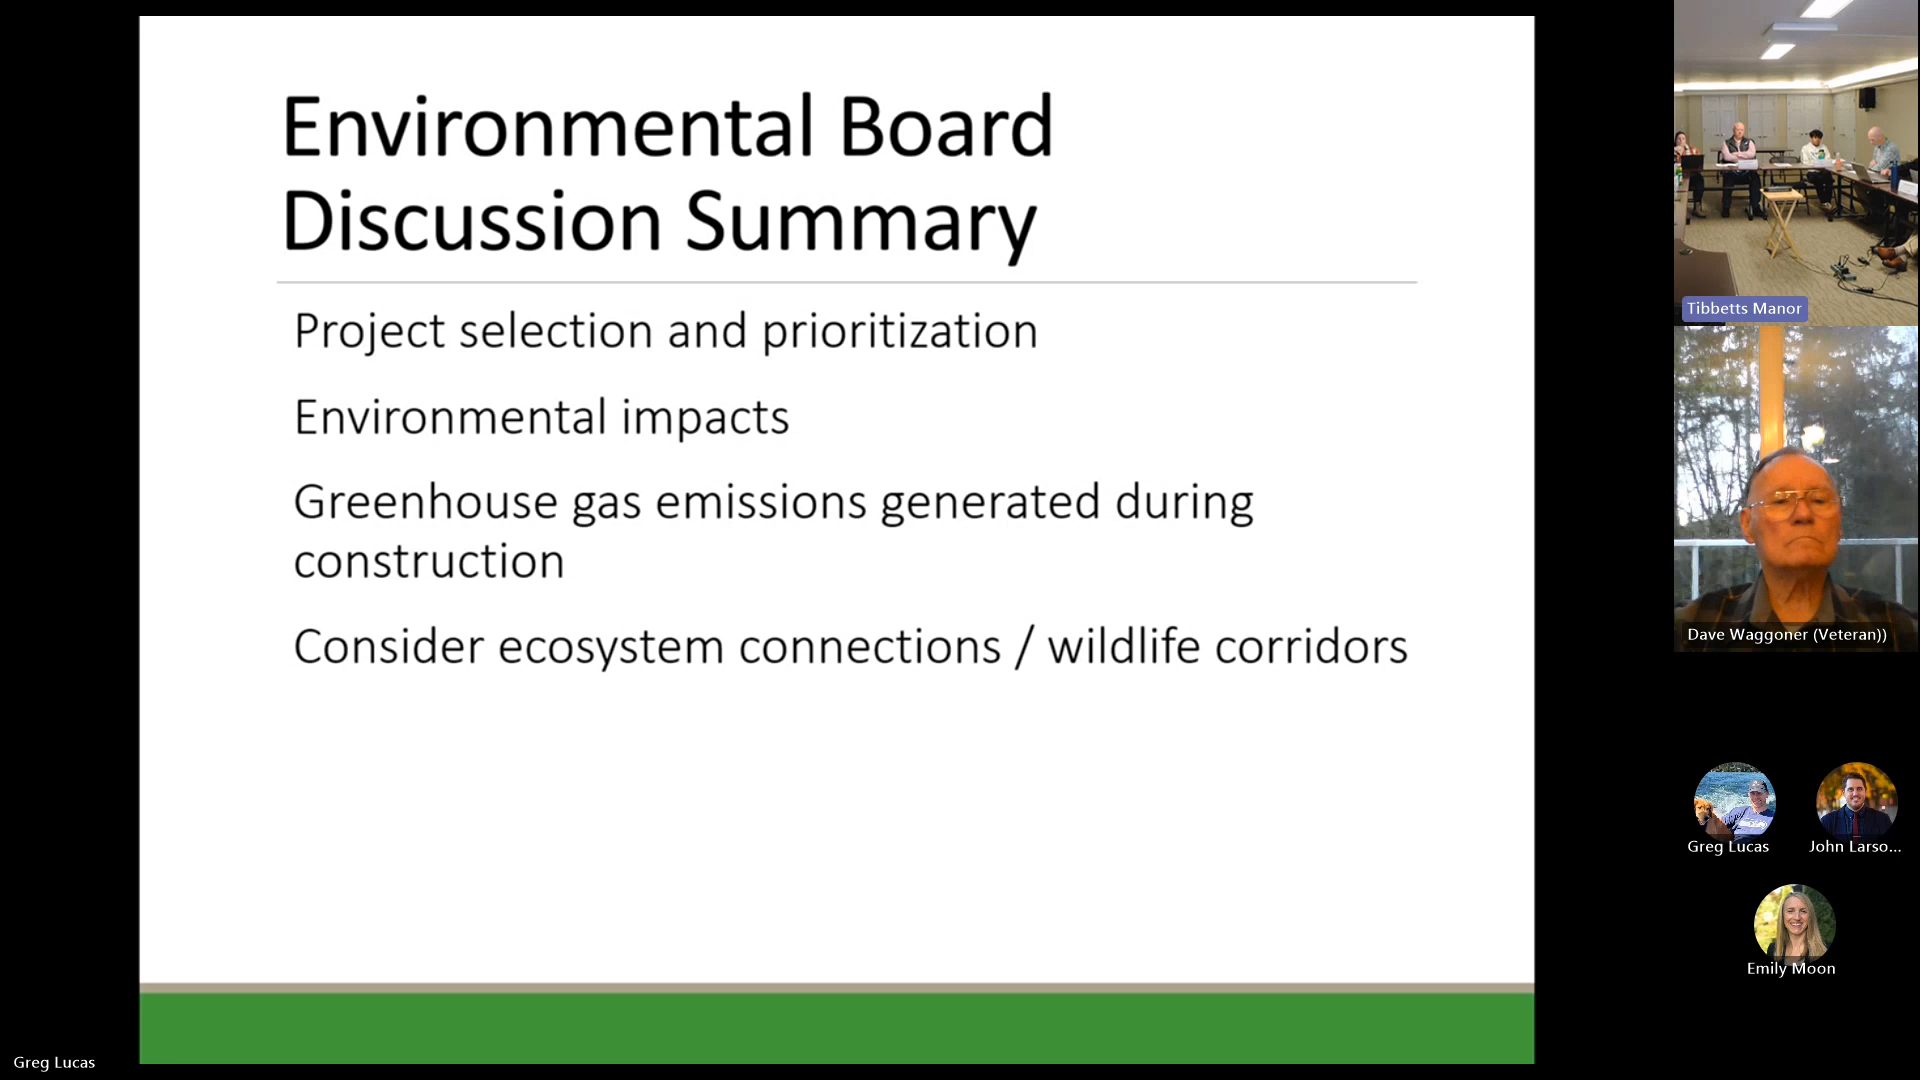 Environmental Board
Discussion Summary
Project selection and prioritization
Environmental impacts
Greenhouse gas emissions generated during
construction
Consider ecosystem connections / wildlife corridors
Tibbetts Manor
Dave Waggoner (Veteran))
Greg Lucas
John Larso...
Emily Moon
Greg Lucas